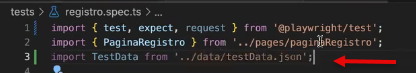 tests > registro.spec.ts > ...
1 import { test, expect, request } from '@playwright/test';
2 import { PaginaRegistro } from '../pages/paginaRegistro';
3 import TestData from '../data/testData.json';